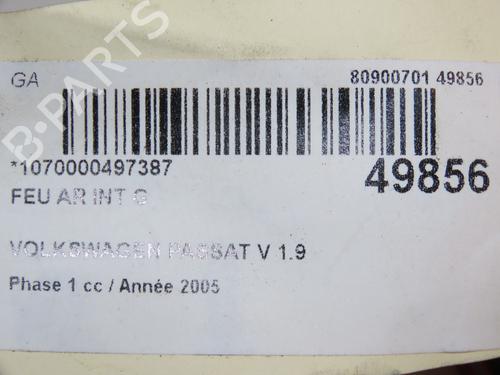 GA 80900701 49856
B-PARTS
*1070000497387 49856
FEU AR INT G
VOLKSWAGEN PASSAT V 1.9
Phase 1 cc / Année 2005